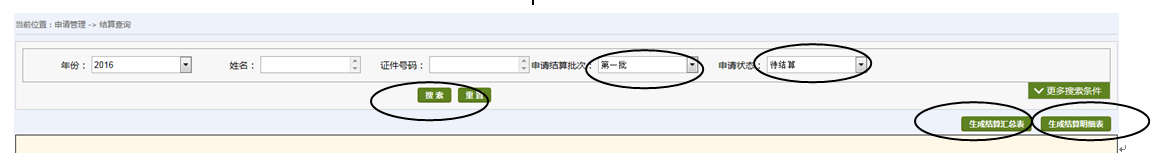 当前位置：申请管理 -> 结算查询
年份： 2016 姓名： 证件号码： 申请结算批次： 第一批 申请状态： 待结算
更多搜索条件
搜 索 重 置
生成结算汇总表 生成结算明细表